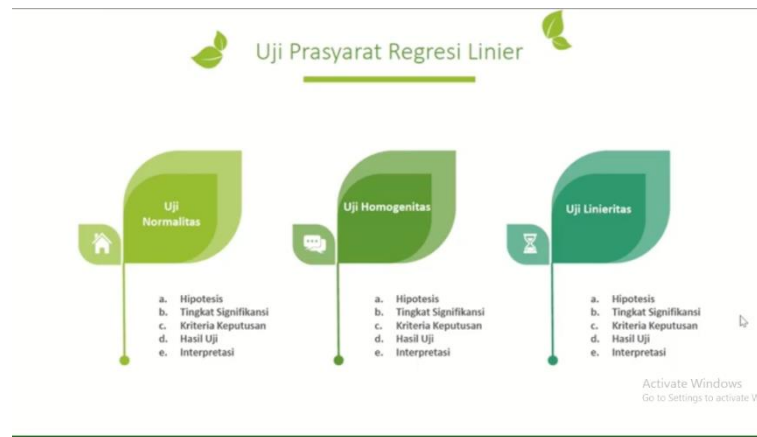 Uji Prasyarat Regresi Linier
Uji
Normalitas
a. Hipotesis
b. Tingkat Signifikansi
c. Kriteria Keputusan
d. Hasil Uji
e. Interpretasi
Uji Homogenitas
a. Hipotesis
b. Tingkat Signifikansi
c. Kriteria Keputusan
d. Hasil Uji
e. Interpretasi
Uji Linieritas
a. Hipotesis
b. Tingkat Signifikansi
c. Kriteria Keputusan
d. Hasil Uji
e. Interpretasi
Activate Windows
Go to Settings to activate W